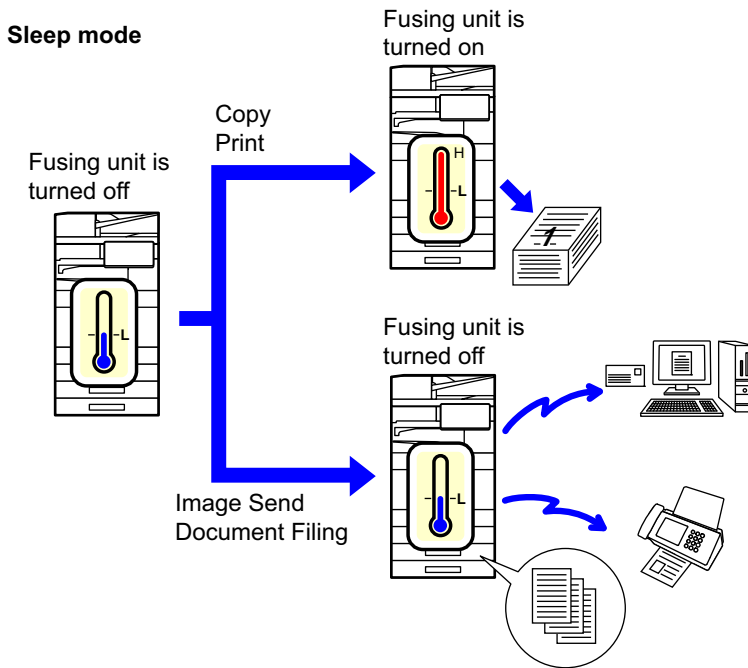 Sleep mode
Fusing unit is
turned off
L
Copy
Print
Fusing unit is
turned on
H
L
1
Image Send
Document Filing
Fusing unit is
turned off
L